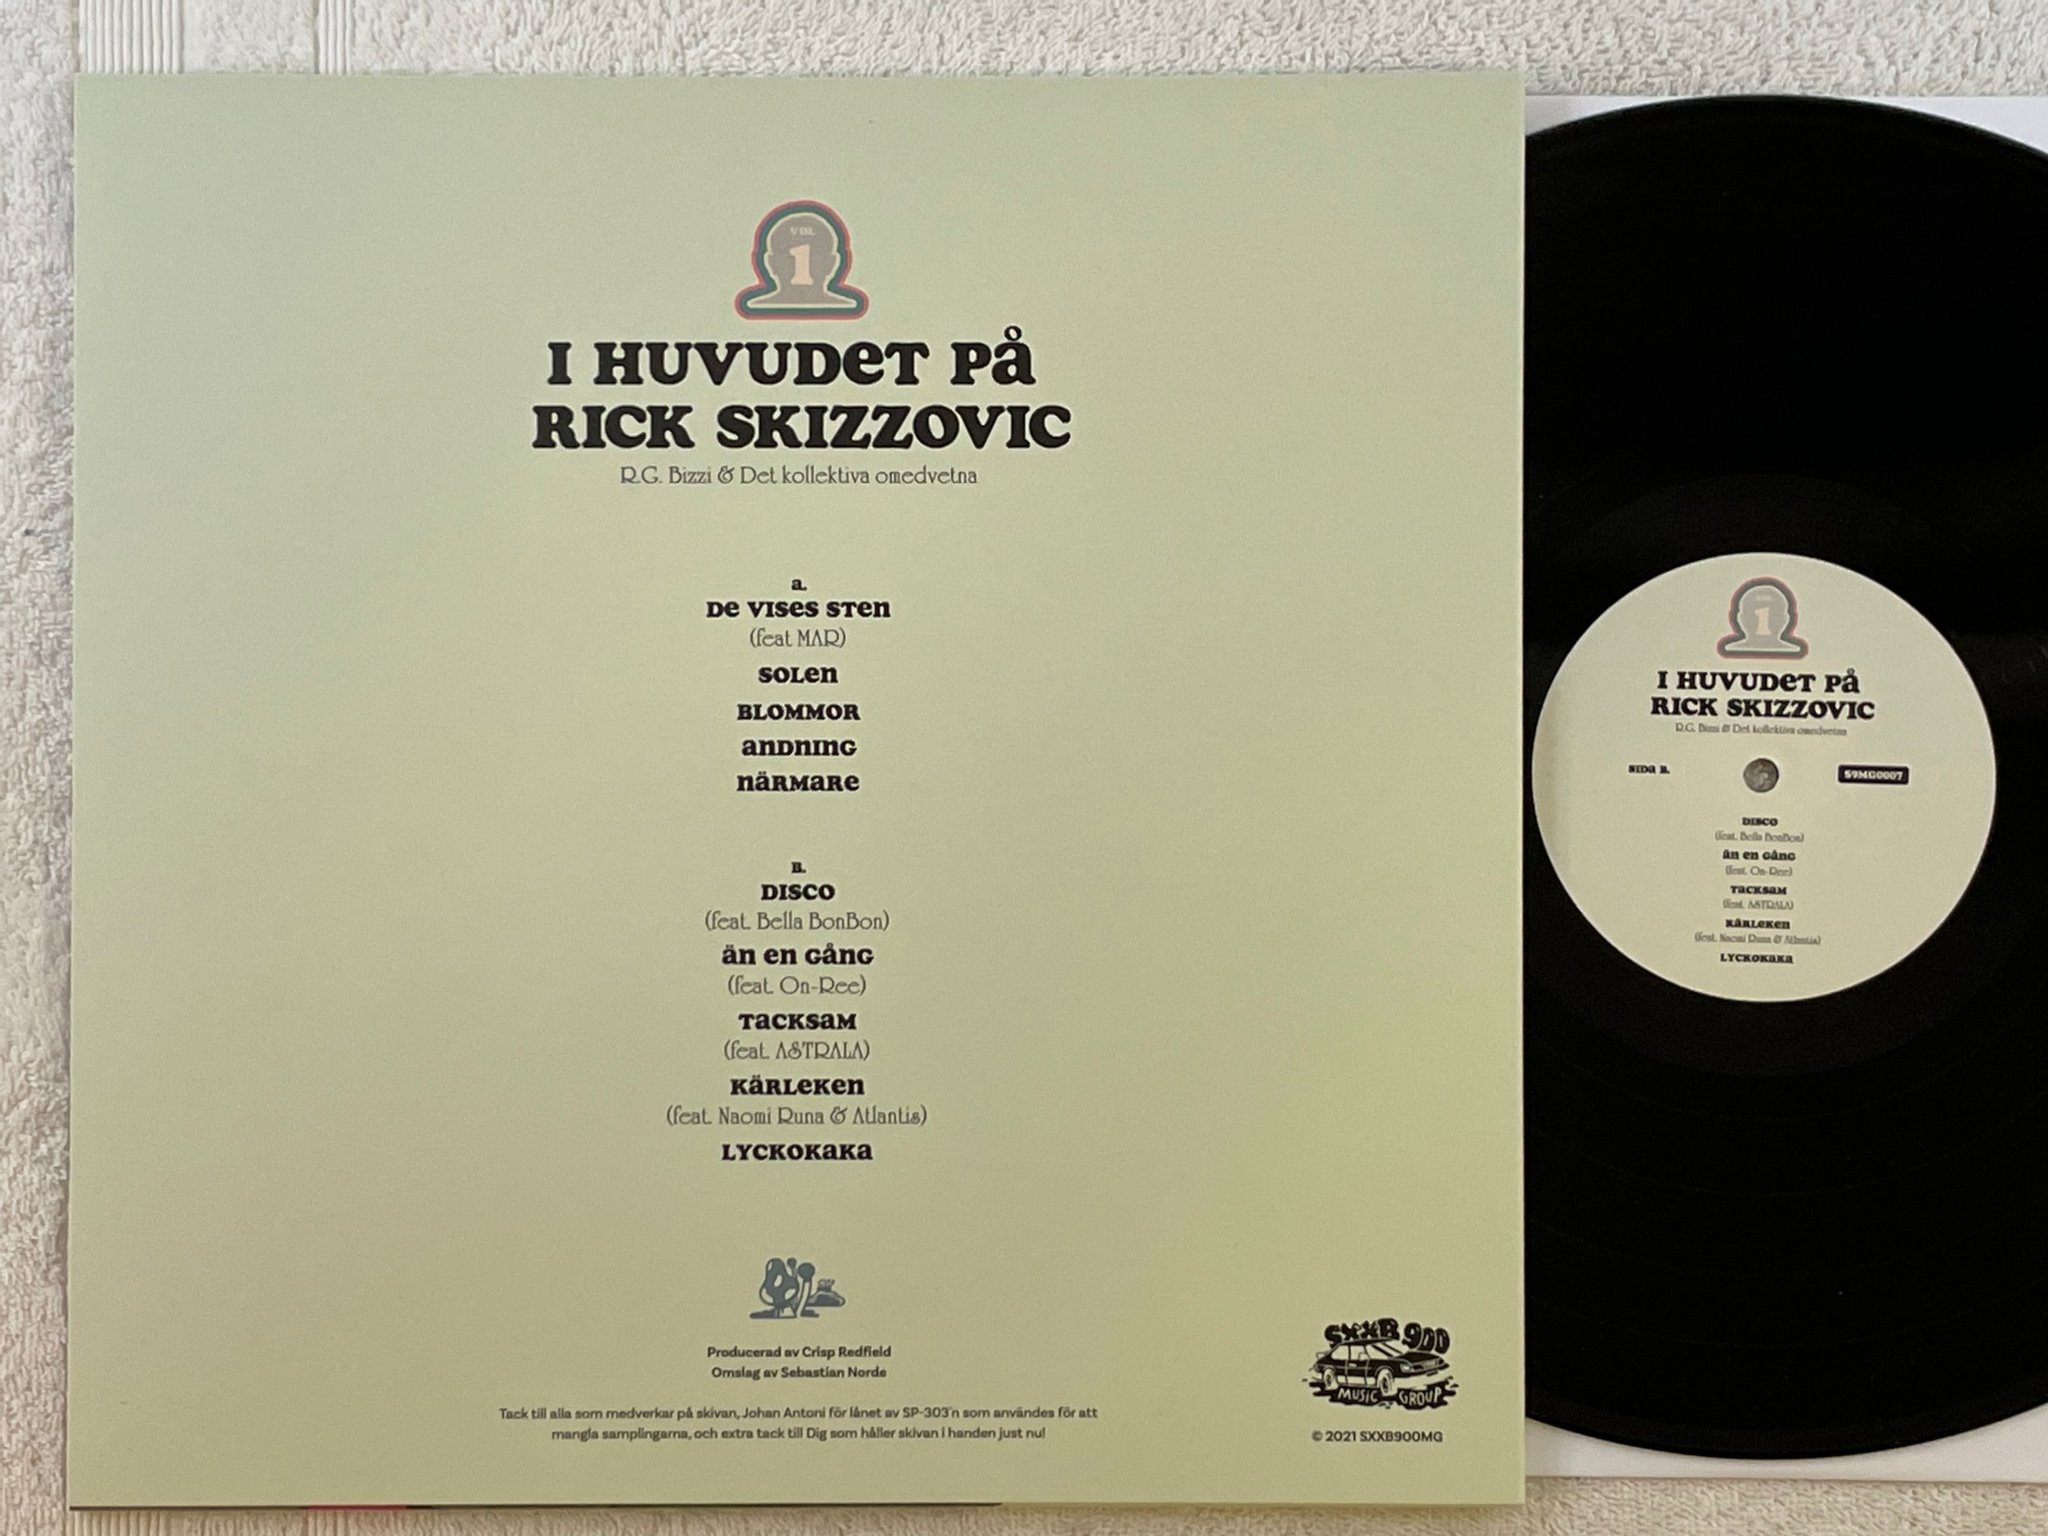 VOL
1
I HUVUDET PÅ
RICK SKIZZOVIC
R.G. Bizzi & Det kollektiva omedvetna
a.
DE VISES STEN
(feat MAR)
SOLEN
BLOMMOR
ANDNING
NÄRMARE
B.
DISCO
(feat. Bella BonBon)
ÄN EN GÅNG
(feat. On-Ree)
TACKSAM
(feat. ASTRALA)
KÄRLEKEN
(feat. Naomi Runa & Atlantis)
LYCKOKAKA
Producerad av Crisp Redfield
Omslag av Sebastian Norde
Tack till alla som medverkar på skivan, Johan Antoni för lånet av SP-303'n som användes för att
mangla samplingarna, och extra tack till Dig som håller skivan i handen just nu!
SXXB 900
MUSIC GROUP
© 2021 SXXB900MG
VOL.
1
I HUVUDET PÅ
RICK SKIZZOVIC
R.G. Bizzi & Det kollektiva omedvetna
SIDA B.
S9MG0007
DISCO
(feat. Bella BonBon)
ÄN EN GÅNG
(feat. On-Ree)
TACKSAM
(feat. ASTRALA)
KÄRLEKEN
(feat. Naomi Runa & Atlantis)
LYCKOKAKA